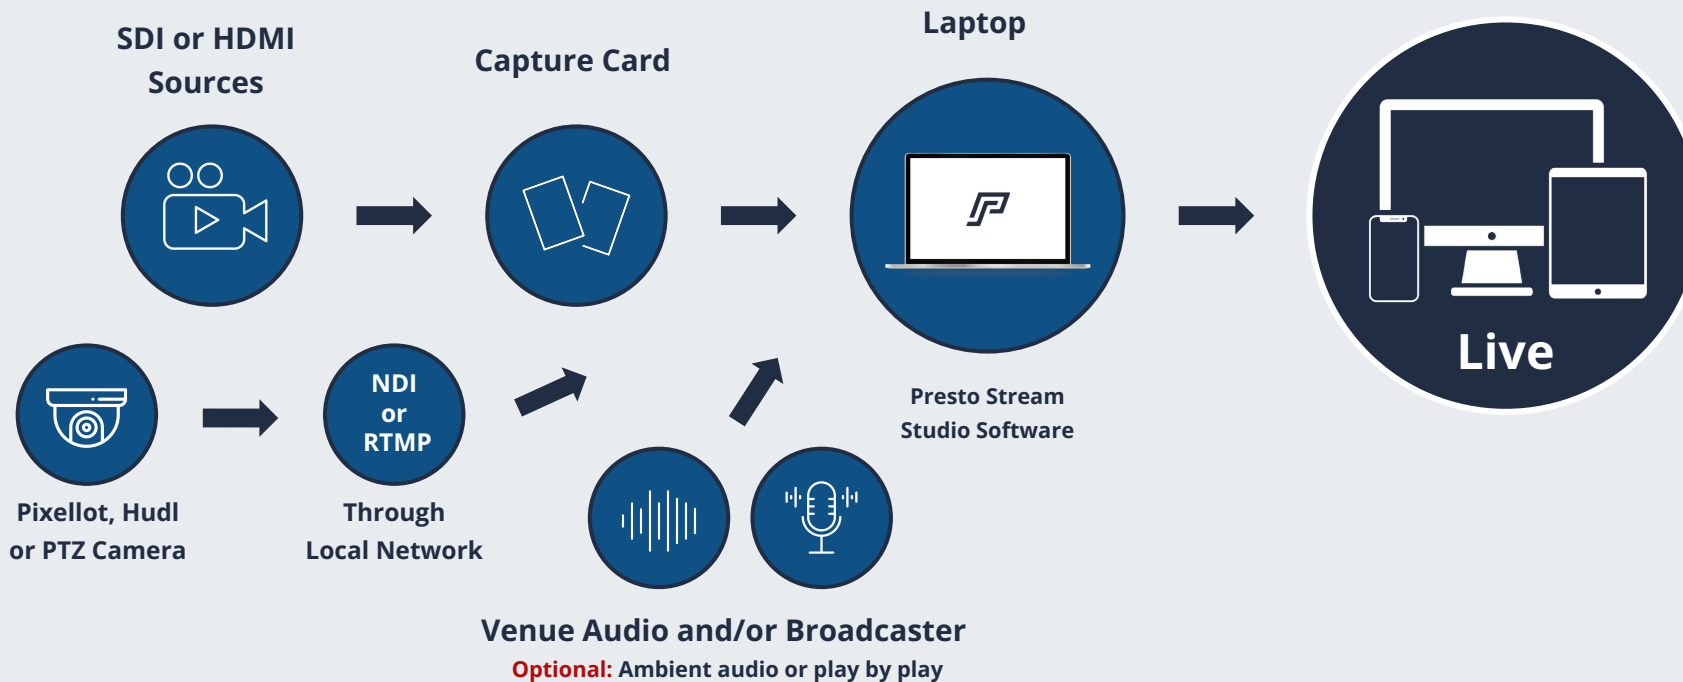 SDI or HDMI
Sources
Capture Card
Laptop
Presto Stream
Studio Software
Live
NDI
or
RTMP
Pixellot, Hudl
or PTZ Camera
Through
Local Network
Venue Audio and/or Broadcaster
Optional: Ambient audio or play by play